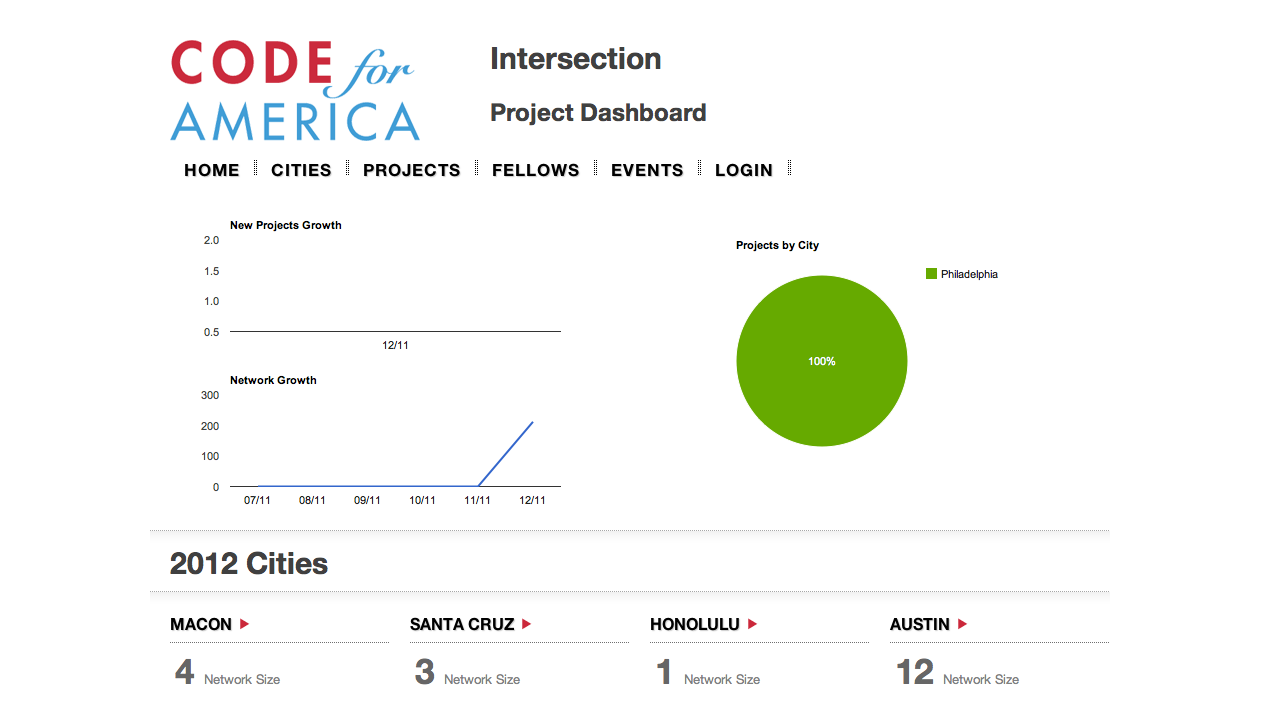 CODE for
AMERICA
Intersection
Project Dashboard
HOME CITIES PROJECTS FELLOWS EVENTS LOGIN
New Projects Growth
2.0
1.5
1.0
0.5
12/11
Network Growth
300
200
100
0
07/11 08/11 09/11 10/11 11/11 12/11
Projects by City
Philadelphia
100%
2012 Cities
MACON
4 Network Size
SANTA CRUZ
3 Network Size
HONOLULU
1 Network Size
AUSTIN
12 Network Size